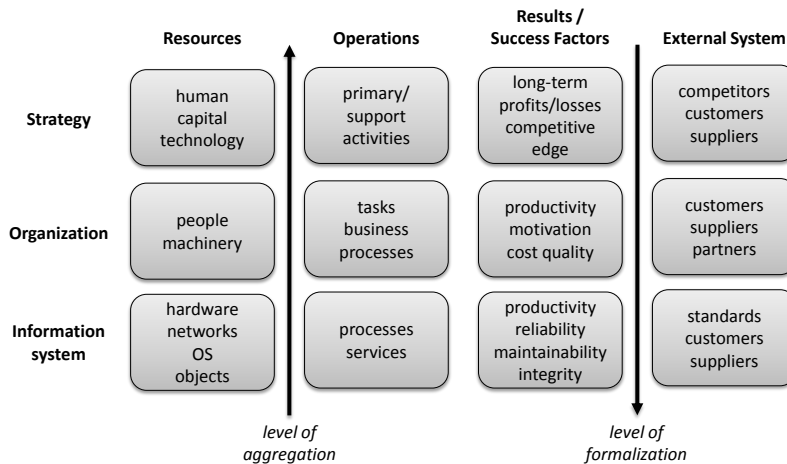 Resources
Operations
Results /
Success Factors
External System
Strategy
human
capital
technology
primary/
support
activities
long-term
profits/losses
competitive
edge
competitors
customers
suppliers
Organization
people
machinery
tasks
business
processes
productivity
motivation
cost quality
customers
suppliers
partners
Information
system
hardware
networks
OS
objects
processes
services
productivity
reliability
maintainability
integrity
standards
customers
suppliers
level of
aggregation
level of
formalization